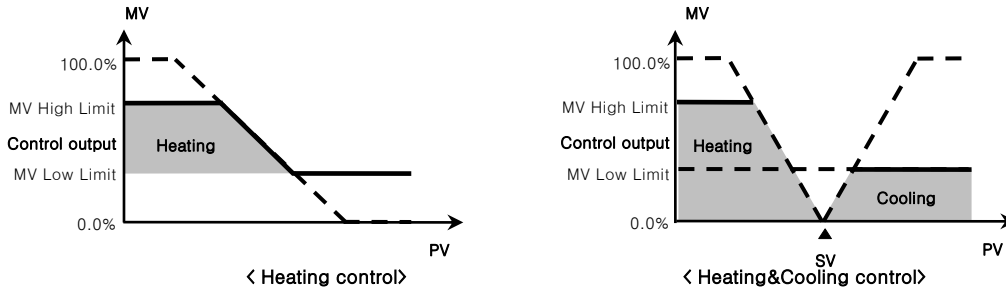 MV
100.0%
MV High Limit
Control output
Heating
MV Low Limit
0.0%
PV
< Heating control>
MV
100.0%
MV High Limit
Control output
Heating
MV Low Limit
Cooling
0.0%
SV
PV
< Heating&Cooling control>